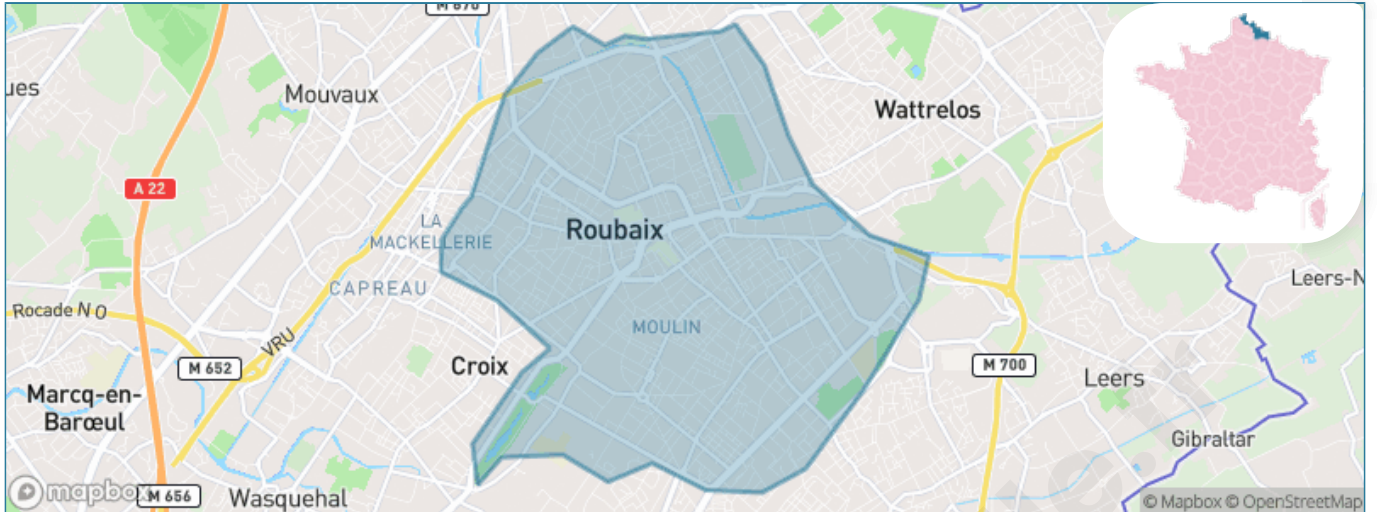 M 670
ues
Mouvaux
Wattrelos
A 22
LA
MACKELLERIE
Roubaix
CAPREAU
Leers-N
Rocade N O
VRU
MOULIN
M 652
Croix
M 700
Leers
Marcq-en-
Barœul
Gibraltar
mapbox
M 656
Wasquehal
© Mapbox © OpenStreetMap